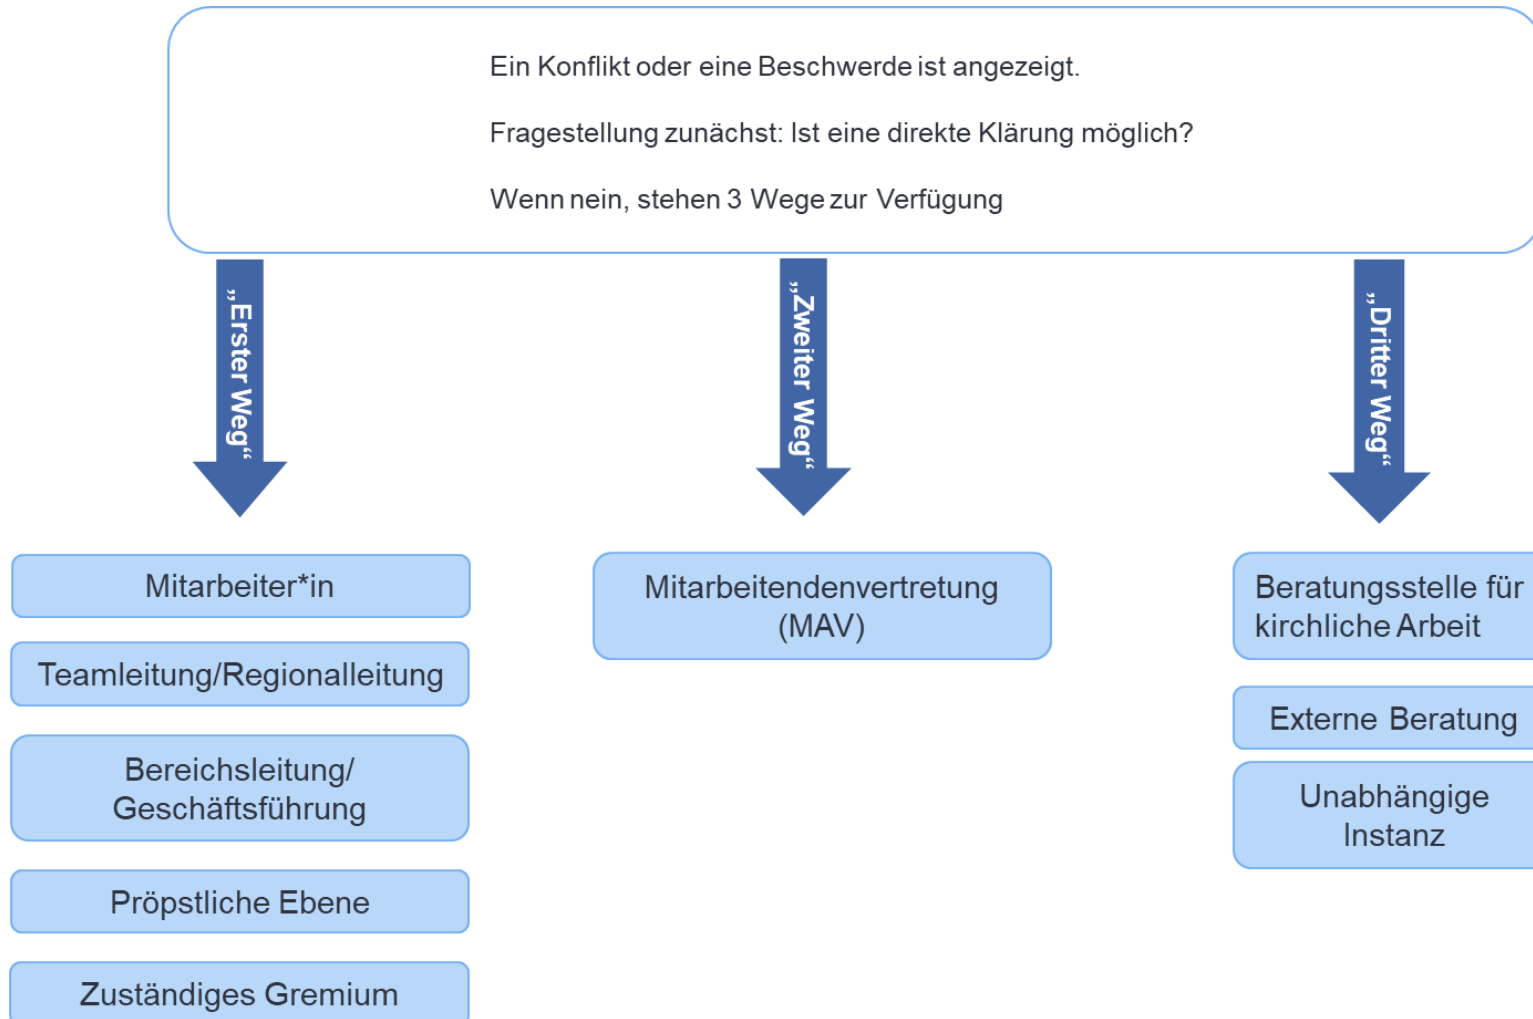 Ein Konflikt oder eine Beschwerde ist angezeigt.
Fragestellung zunächst: Ist eine direkte Klärung möglich?
Wenn nein, stehen 3 Wege zur Verfügung
„Erster Weg“
„Zweiter Weg“
„Dritter Weg“
Mitarbeiter*in
Teamleitung/Regionalleitung
Bereichsleitung/
Geschäftsführung
Pröpstliche Ebene
Zuständiges Gremium
Mitarbeitendenvertretung
(MAV)
Beratungsstelle für
kirchliche Arbeit
Externe Beratung
Unabhängige
Instanz